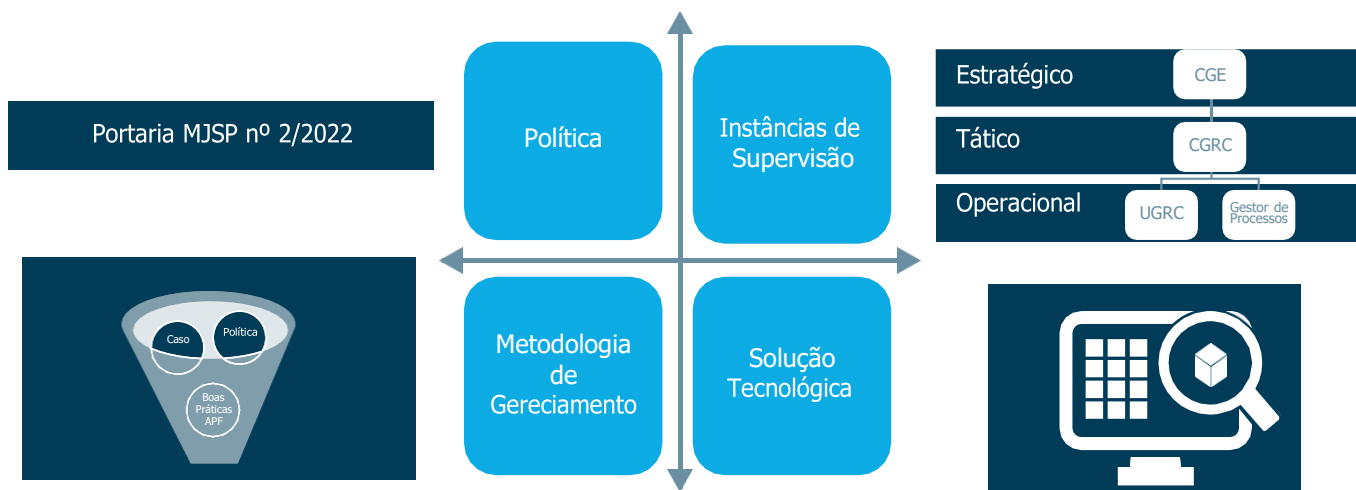 Portaria MJSP nº 2/2022
Política
Instâncias de
Supervisão
Estratégico
CGE
Tático
CGRC
Operacional
UGRC
Gestor de
Processos
Caso
Política
Boas
Práticas
APF
Metodologia
de
Gereciamento
Solução
Tecnológica